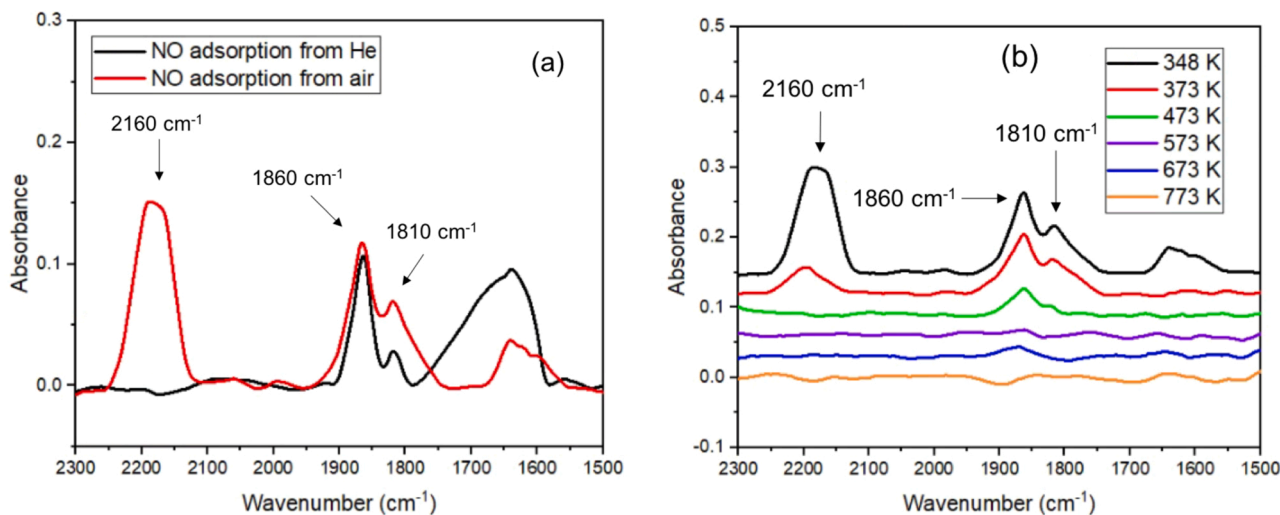 0.3
0.2
0.1
0.0
Absorbance
NO adsorption from He
NO adsorption from air
(a)
2160 cm-1
1860 cm-1
1810 cm-1
2300 2200 2100 2000 1900 1800 1700 1600 1500
Wavenumber (cm-1)
0.5
0.4
0.3
0.2
0.1
0.0
-0.1
Absorbance
(b)
348 K
373 K
473 K
573 K
673 K
773 K
2160 cm-1
1810 cm-1
1860 cm-1
2300 2200 2100 2000 1900 1800 1700 1600 1500
Wavenumber (cm-1)